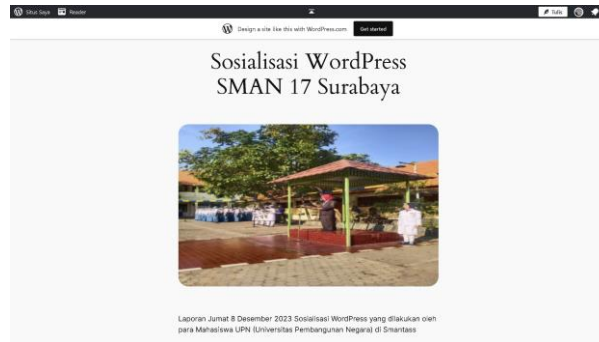 Situs Saya Reader Tulis
Design a site like this with WordPress.com Get started
Sosialisasi WordPress
SMAN 17 Surabaya
Laporan Jumat 8 Desember 2023 Sosialisasi WordPress yang dilakukan oleh
para Mahasiswa UPN (Universitas Pembangunan Negara) di Smantass